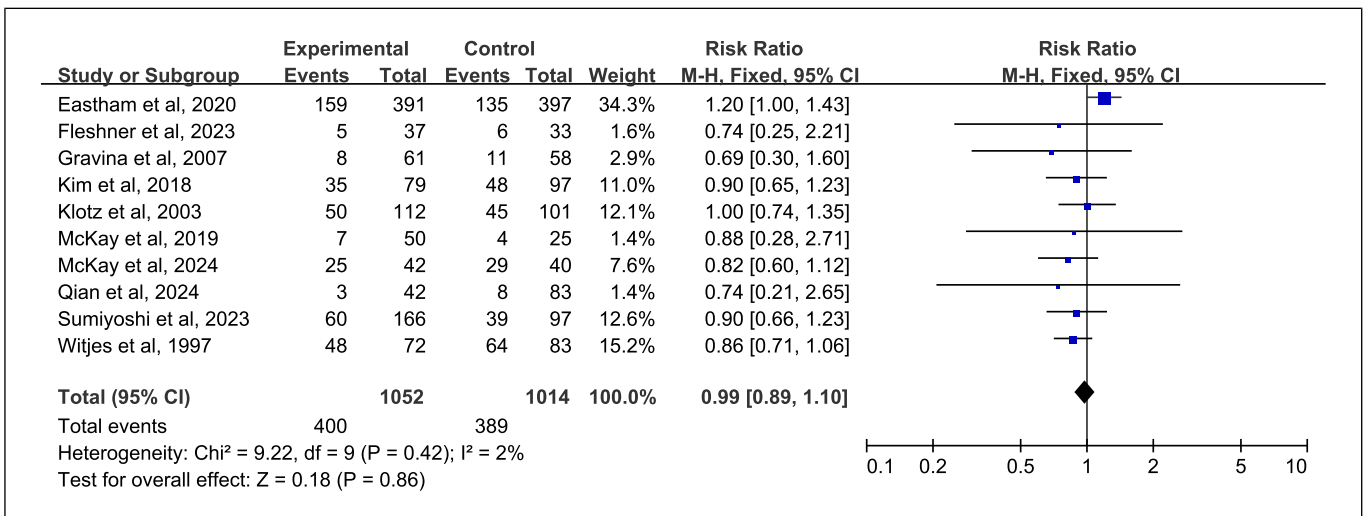 Experimental Control Risk Ratio Risk Ratio
Study or Subgroup Events Total Events Total Weight M-H, Fixed, 95% CI M-H, Fixed, 95% CI
Eastham et al, 2020 159 391 135 397 34.3% 1.20 [1.00, 1.43]
Fleshner et al, 2023 5 37 6 33 1.6% 0.74 [0.25, 2.21]
Gravina et al, 2007 8 61 11 58 2.9% 0.69 [0.30, 1.60]
Kim et al, 2018 35 79 48 97 11.0% 0.90 [0.65, 1.23]
Klotz et al, 2003 50 112 45 101 12.1% 1.00 [0.74, 1.35]
McKay et al, 2019 7 50 4 25 1.4% 0.88 [0.28, 2.71]
McKay et al, 2024 25 42 29 40 7.6% 0.82 [0.60, 1.12]
Qian et al, 2024 3 42 8 83 1.4% 0.74 [0.21, 2.65]
Sumiyoshi et al, 2023 60 166 39 97 12.6% 0.90 [0.66, 1.23]
Witjes et al, 1997 48 72 64 83 15.2% 0.86 [0.71, 1.06]
Total (95% CI) 1052 1014 100.0% 0.99 [0.89, 1.10]
Total events 400 389
Heterogeneity: Chi² = 9.22, df = 9 (P = 0.42); I² = 2%
Test for overall effect: Z = 0.18 (P = 0.86)
0.1 0.2 0.5 1 2 5 10